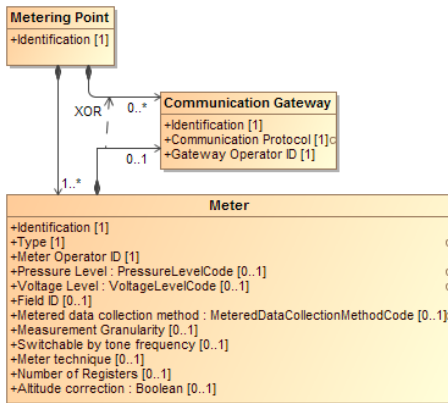 Metering Point
+Identification [1]
XOR
0..*
Communication Gateway
+Identification [1]
+Communication Protocol [1]
+Gateway Operator ID [1]
0..1
1..*
Meter
+Identification [1]
+Type [1]
+Meter Operator ID [1]
+Pressure Level : PressureLevelCode [0..1]
+Voltage Level : VoltageLevelCode [0..1]
+Field ID [0..1]
+Metered data collection method : MeteredDataCollectionMethodCode [0..1]
+Measurement Granularity [0..1]
+Switchable by tone frequency [0..1]
+Meter technique [0..1]
+Number of Registers [0..1]
+Altitude correction : Boolean [0..1]